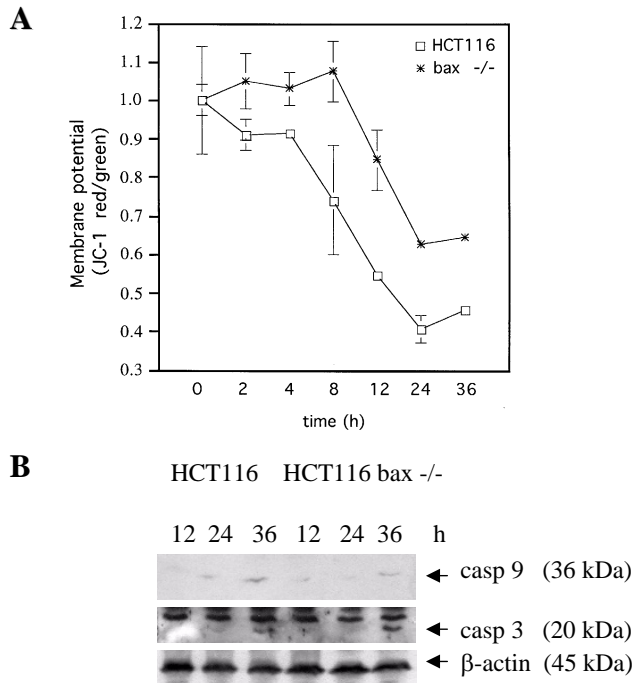 A
1.2
1.1
1.0
0.9
0.8
0.7
0.6
0.5
0.4
0.3
Membrane potential
(JC-1 red/green)
HCT116
bax -/-
0 2 4 8 12 24 36
time (h)
B
HCT116 HCT116 bax -/-
12 24 36 12 24 36 h
casp 9 (36 kDa)
casp 3 (20 kDa)
β-actin (45 kDa)